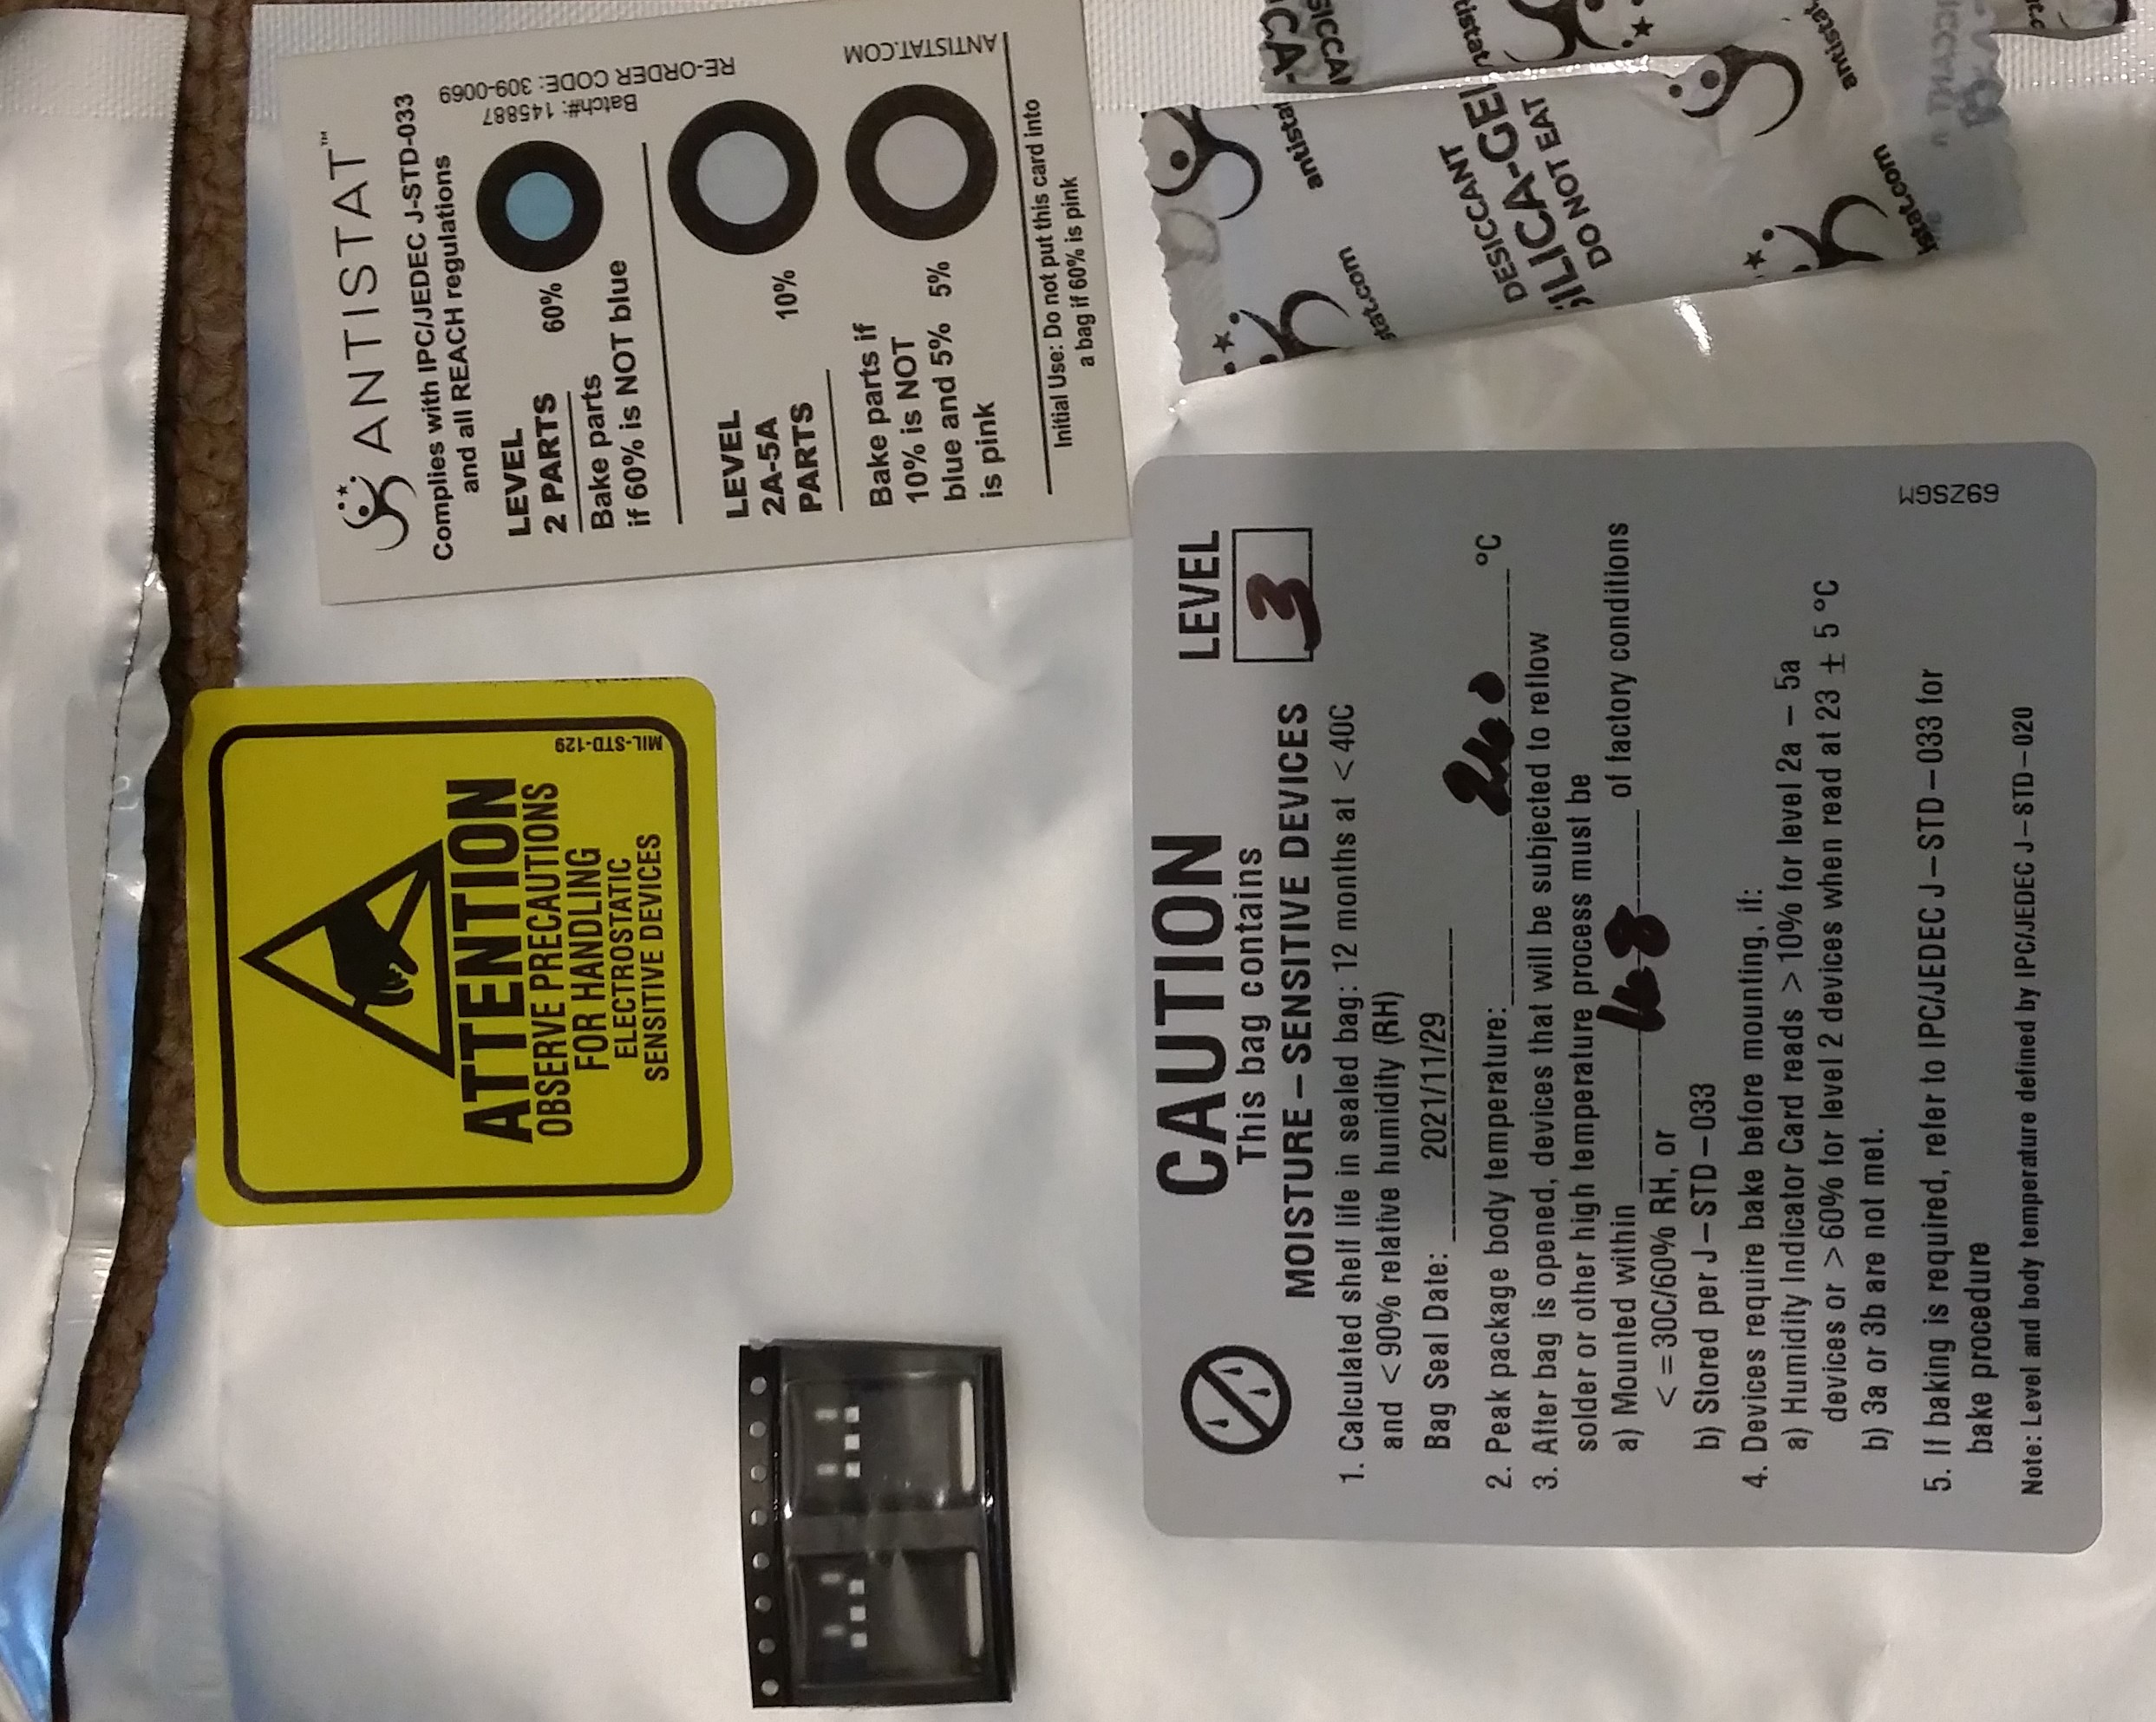 ANTISTAT™
Complies with IPC/JEDEC J-STD-033
and all REACH regulations
LEVEL
2 PARTS
60%
Bake parts
if 60% is NOT blue
LEVEL
2A-5A
PARTS
10%
Bake parts if
10% is NOT
blue and 5%
is pink
5%
Initial Use: Do not put this card into
a bag if 60% is pink
Batch#: 145887
RE-ORDER CODE: 309-0069
ANTISTAT.COM
ATTENTION
OBSERVE PRECAUTIONS
FOR HANDLING
ELECTROSTATIC
SENSITIVE DEVICES
MIL-STD-129
antistat
DESICCANT
SILICA-GEL
DO NOT EAT
antistat
stat.com
CAUTION
This bag contains
MOISTURE-SENSITIVE DEVICES
LEVEL
3
1. Calculated shelf life in sealed bag: 12 months at < 40C
and < 90% relative humidity (RH)
Bag Seal Date: 2021/11/29
2. Peak package body temperature: 240 °C
3. After bag is opened, devices that will be subjected to reflow
solder or other high temperature process must be
a) Mounted within 168 of factory conditions
< = 30C/60% RH, or
b) Stored per J-STD-033
4. Devices require bake before mounting, if:
a) Humidity Indicator Card reads > 10% for level 2a - 5a
devices or > 60% for level 2 devices when read at 23 ± 5 °C
b) 3a or 3b are not met.
5. If baking is required, refer to IPC/JEDEC J-STD-033 for
bake procedure
Note: Level and body temperature defined by IPC/JEDEC J-STD-020
69ZSGM